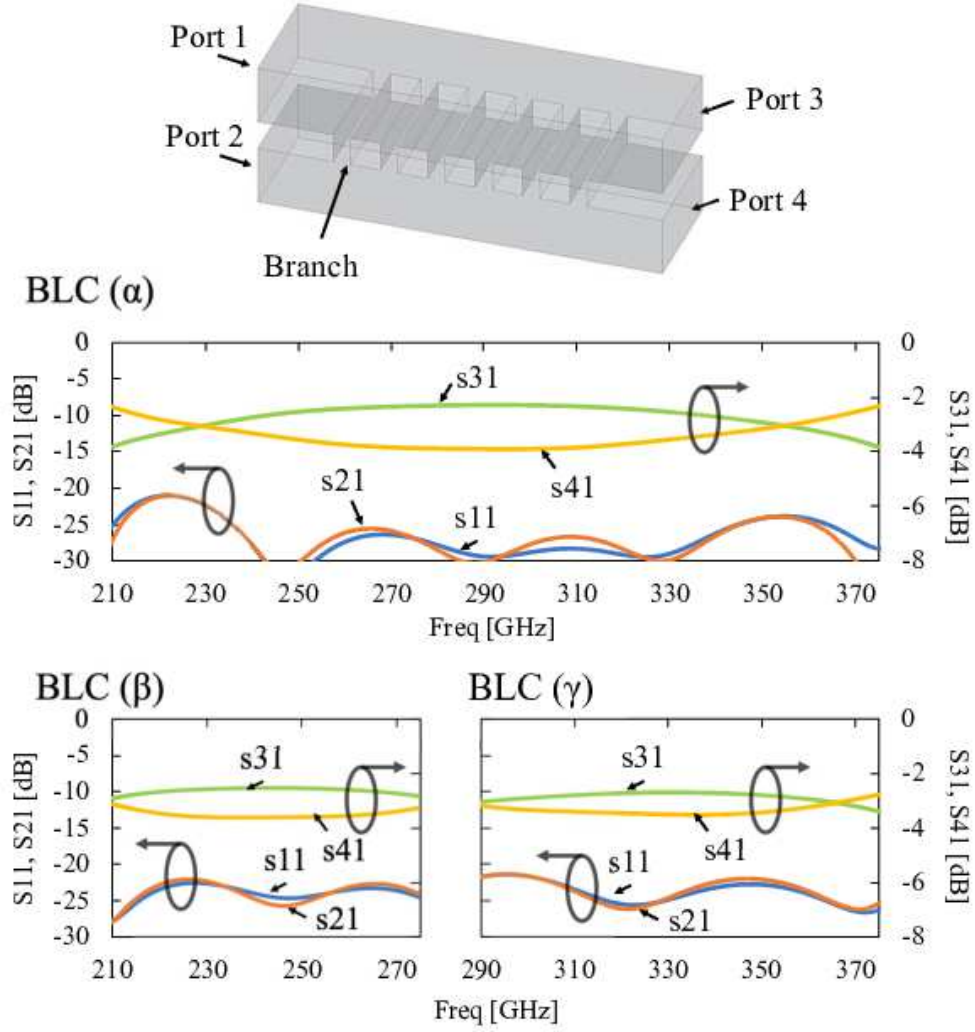 Port 1
Port 3
Port 2
Port 4
Branch
BLC (α)
0
-5
-10
-15
-20
-25
-30
S11, S21 [dB]
0
-2
-4
-6
-8
S31, S41 [dB]
s31
s41
s21
s11
210 230 250 270 290 310 330 350 370
Freq [GHz]
BLC (β)
0
-5
-10
-15
-20
-25
-30
S11, S21 [dB]
s31
s41
s11
s21
210 230 250 270
BLC (γ)
0
-2
-4
-6
-8
S31, S41 [dB]
s31
s41
s11
s21
290 310 330 350 370
Freq [GHz]